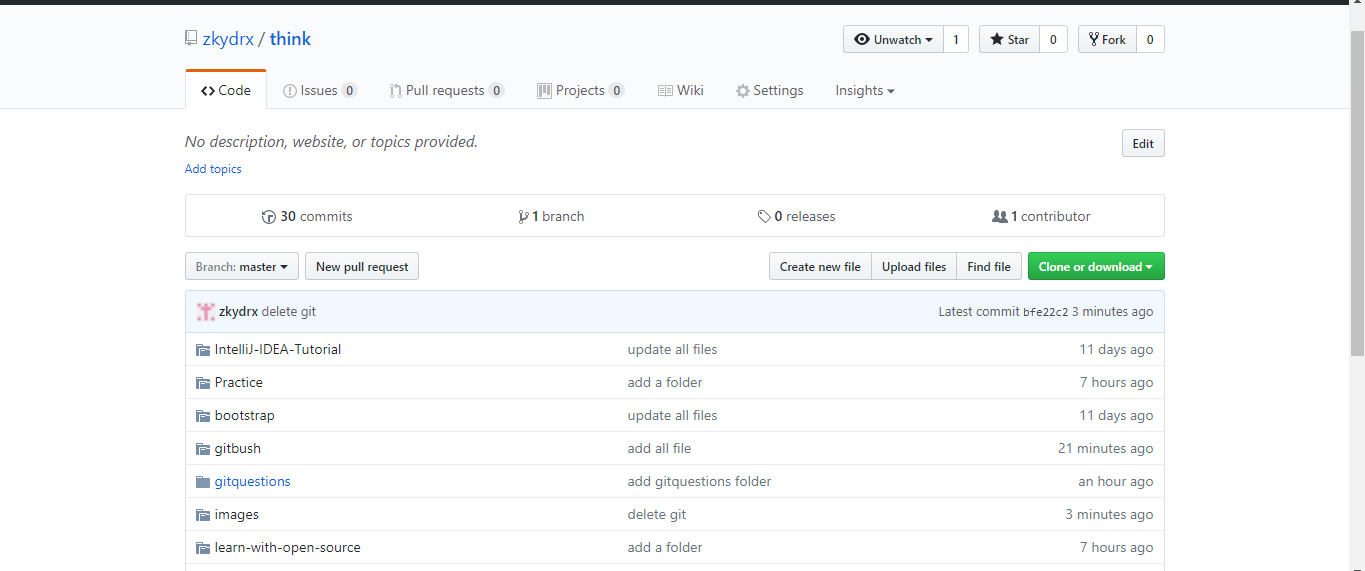 zkydrx / think
Unwatch 1 Star 0 Fork 0
Code Issues 0 Pull requests 0 Projects 0 Wiki Settings Insights
No description, website, or topics provided. Edit
Add topics
30 commits 1 branch 0 releases 1 contributor
Branch: master New pull request Create new file Upload files Find file Clone or download
zkydrx delete git Latest commit bfe22c2 3 minutes ago
IntelliJ-IDEA-Tutorial update all files 11 days ago
Practice add a folder 7 hours ago
bootstrap update all files 11 days ago
gitbush add all file 21 minutes ago
gitquestions add gitquestions folder an hour ago
images delete git 3 minutes ago
learn-with-open-source add a folder 7 hours ago